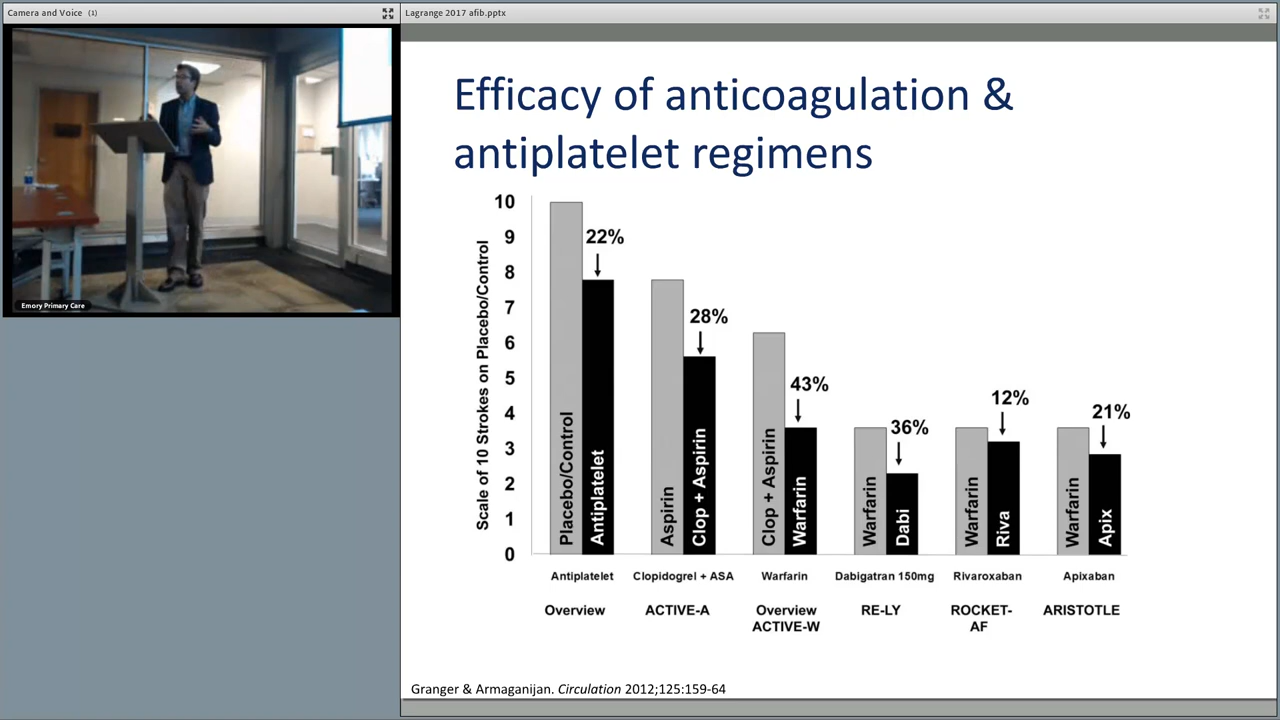 Camera and Voice (1)
Lagrange 2017 afib.pptx
Emory Primary Care
Efficacy of anticoagulation &
antiplatelet regimens
Scale of 10 Strokes on Placebo/Control
10
9
8
7
6
5
4
3
2
1
0
22%
28%
43%
36%
12%
21%
Placebo/Control
Antiplatelet
Aspirin
Clop + Aspirin
Clop + Aspirin
Warfarin
Warfarin
Dabi
Warfarin
Riva
Warfarin
Apix
Antiplatelet
Clopidogrel + ASA
Warfarin
Dabigatran 150mg
Rivaroxaban
Apixaban
Overview
ACTIVE-A
Overview
ACTIVE-W
RE-LY
ROCKET-
AF
ARISTOTLE
Granger & Armaganijan. Circulation 2012;125:159-64